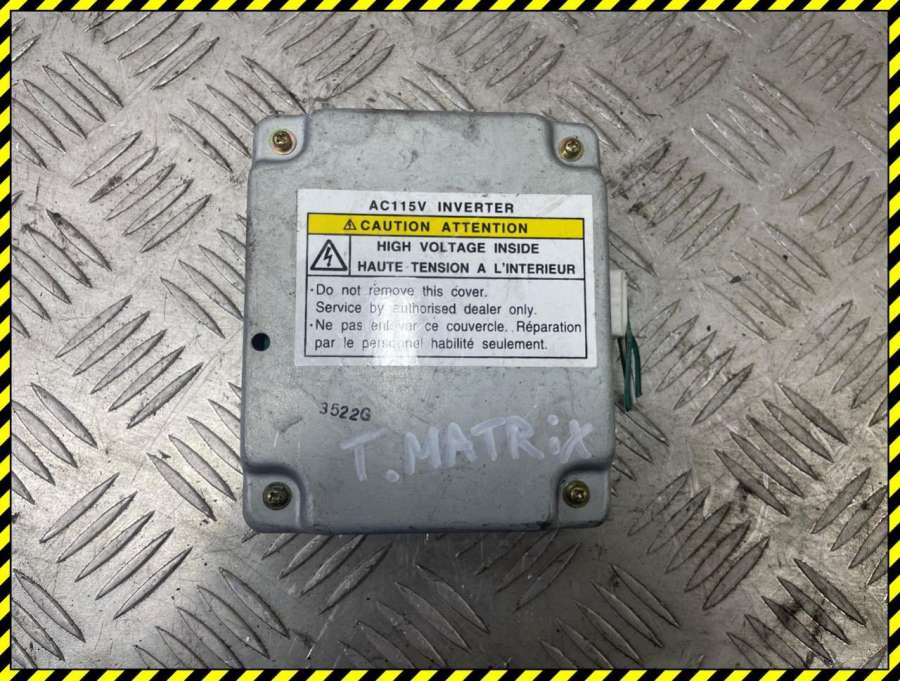 AC115V INVERTER
⚠CAUTION ATTENTION
HIGH VOLTAGE INSIDE
HAUTE TENSION A L'INTERIEUR
·Do not remove this cover.
Service by authorised dealer only.
·Ne pas enlever ce couvercle. Réparation
par le personnel habilité seulement.
3522G
T. MATRiX